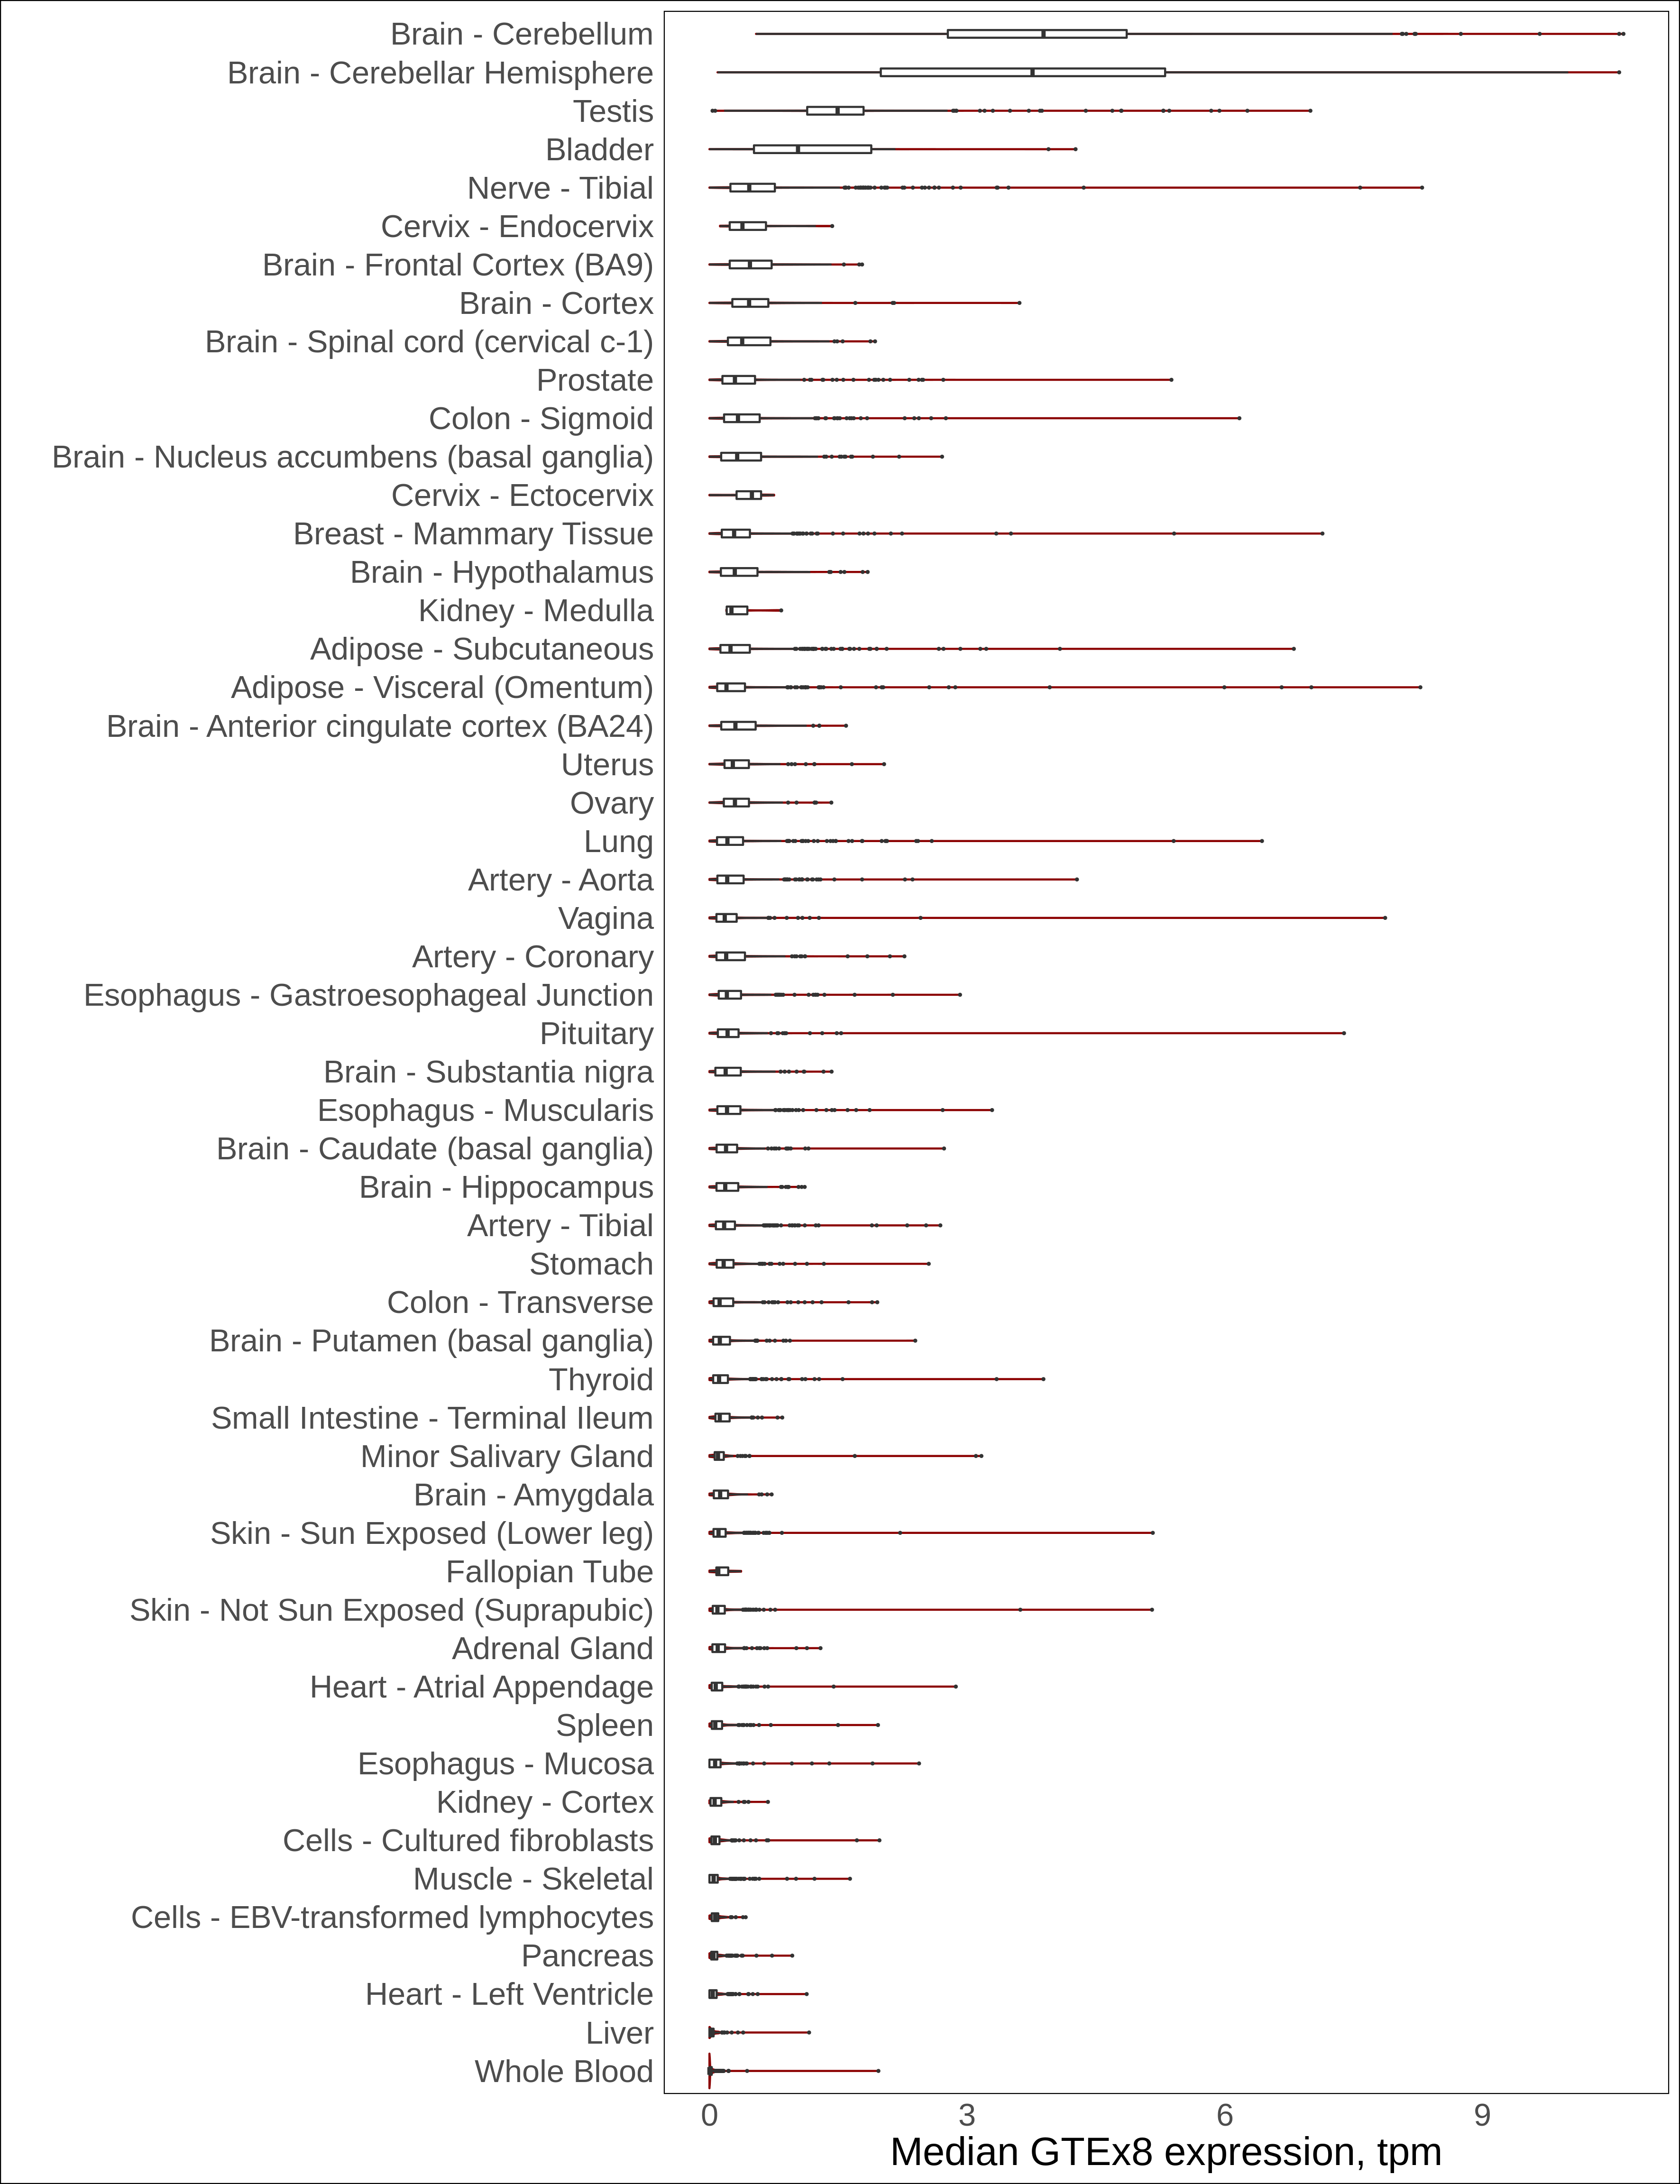 Brain - Cerebellum
Brain - Cerebellar Hemisphere
Testis
Bladder
Nerve - Tibial
Cervix - Endocervix
Brain - Frontal Cortex (BA9)
Brain - Cortex
Brain - Spinal cord (cervical c-1)
Prostate
Colon - Sigmoid
Brain - Nucleus accumbens (basal ganglia)
Cervix - Ectocervix
Breast - Mammary Tissue
Brain - Hypothalamus
Kidney - Medulla
Adipose - Subcutaneous
Adipose - Visceral (Omentum)
Brain - Anterior cingulate cortex (BA24)
Uterus
Ovary
Lung
Artery - Aorta
Vagina
Artery - Coronary
Esophagus - Gastroesophageal Junction
Pituitary
Brain - Substantia nigra
Esophagus - Muscularis
Brain - Caudate (basal ganglia)
Brain - Hippocampus
Artery - Tibial
Stomach
Colon - Transverse
Brain - Putamen (basal ganglia)
Thyroid
Small Intestine - Terminal Ileum
Minor Salivary Gland
Brain - Amygdala
Skin - Sun Exposed (Lower leg)
Fallopian Tube
Skin - Not Sun Exposed (Suprapubic)
Adrenal Gland
Heart - Atrial Appendage
Spleen
Esophagus - Mucosa
Kidney - Cortex
Cells - Cultured fibroblasts
Muscle - Skeletal
Cells - EBV-transformed lymphocytes
Pancreas
Heart - Left Ventricle
Liver
Whole Blood
0 3 6 9
Median GTEx8 expression, tpm